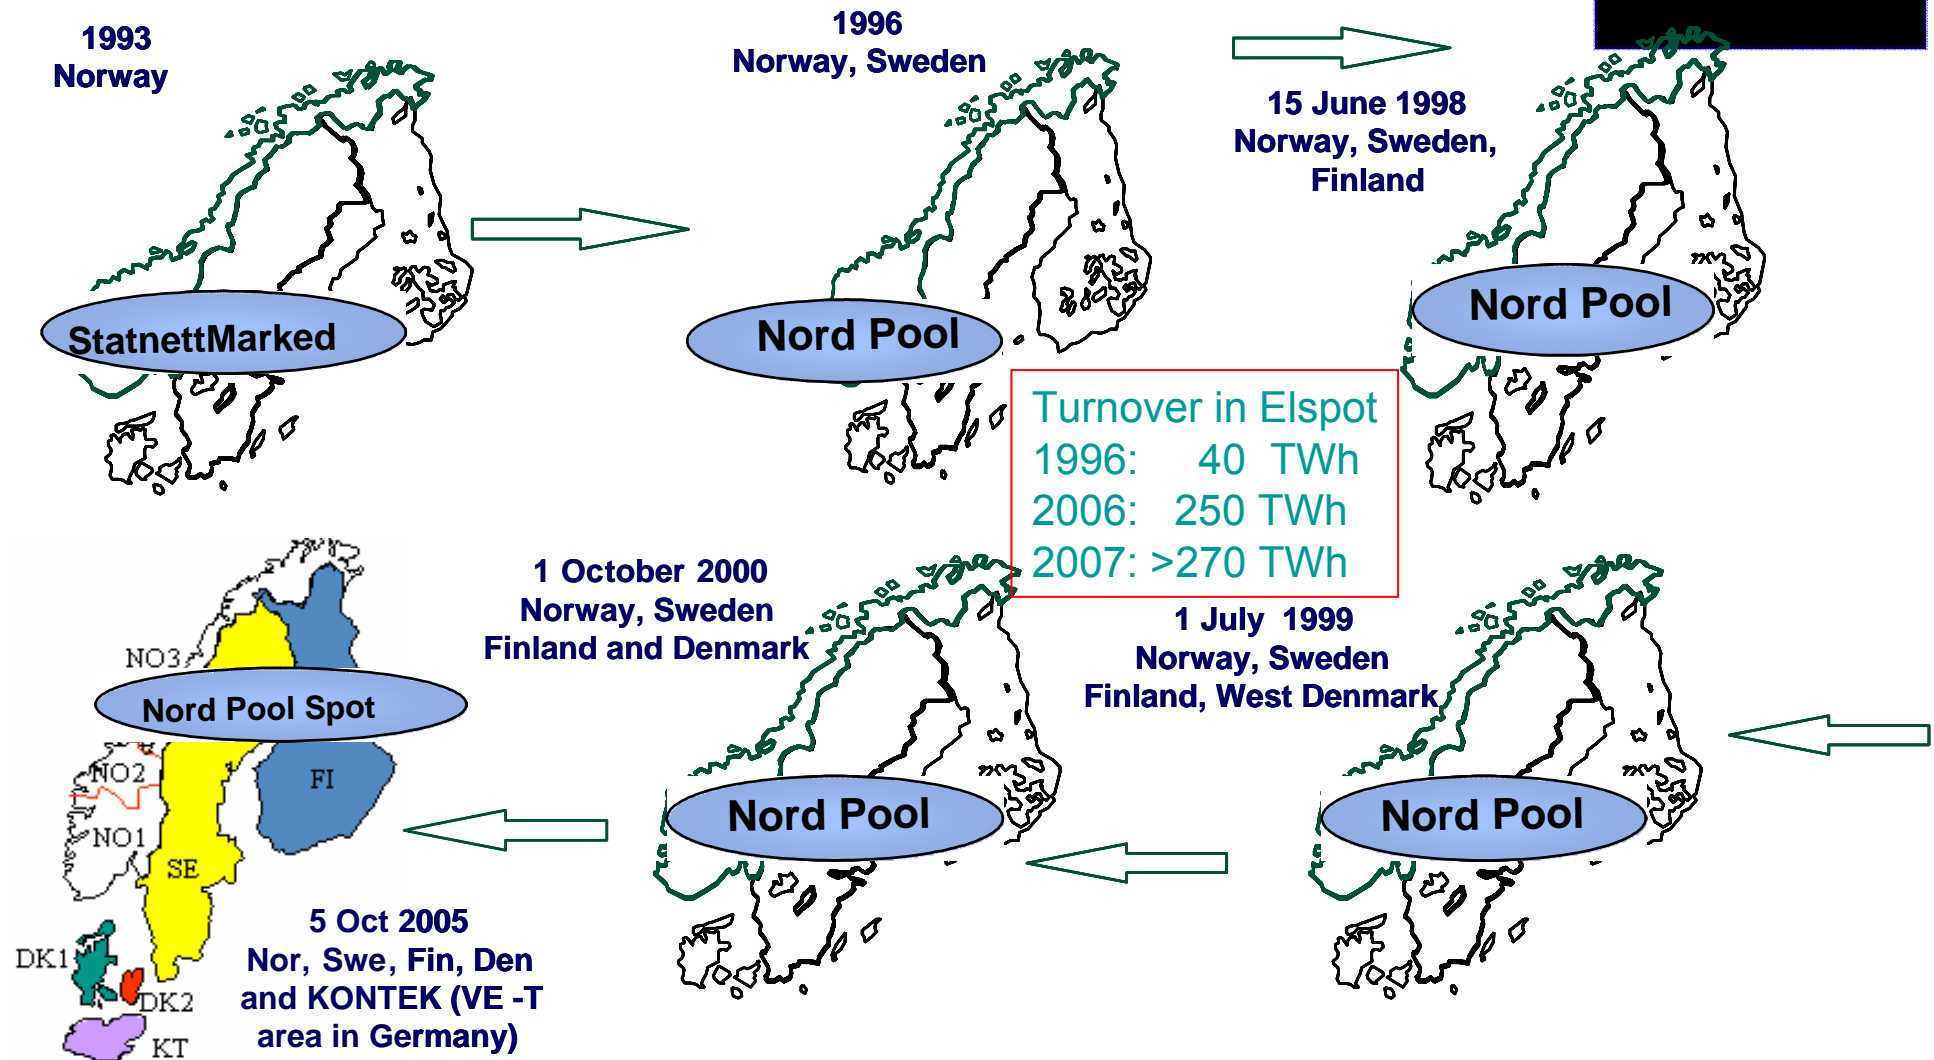 1993
Norway
StatnettMarked
1996
Norway, Sweden
Nord Pool
15 June 1998
Norway, Sweden,
Finland
Nord Pool
Turnover in Elspot
1996: 40 TWh
2006: 250 TWh
2007: >270 TWh
1 July 1999
Norway, Sweden
Finland, West Denmark
Nord Pool
1 October 2000
Norway, Sweden
Finland and Denmark
Nord Pool
NO3
Nord Pool Spot
NO2
FI
NO1
SE
DK1
DK2
KT
5 Oct 2005
Nor, Swe, Fin, Den
and KONTEK (VE -T
area in Germany)